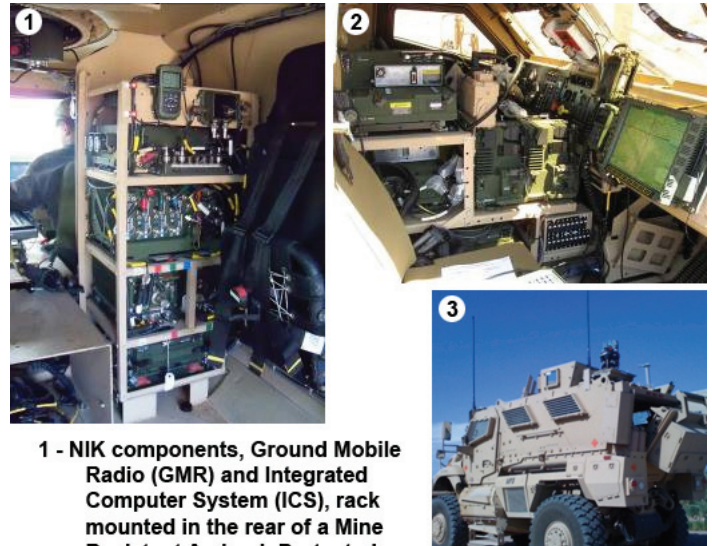 1
2
3
1 - NIK components, Ground Mobile
Radio (GMR) and Integrated
Computer System (ICS), rack
mounted in the rear of a Mine